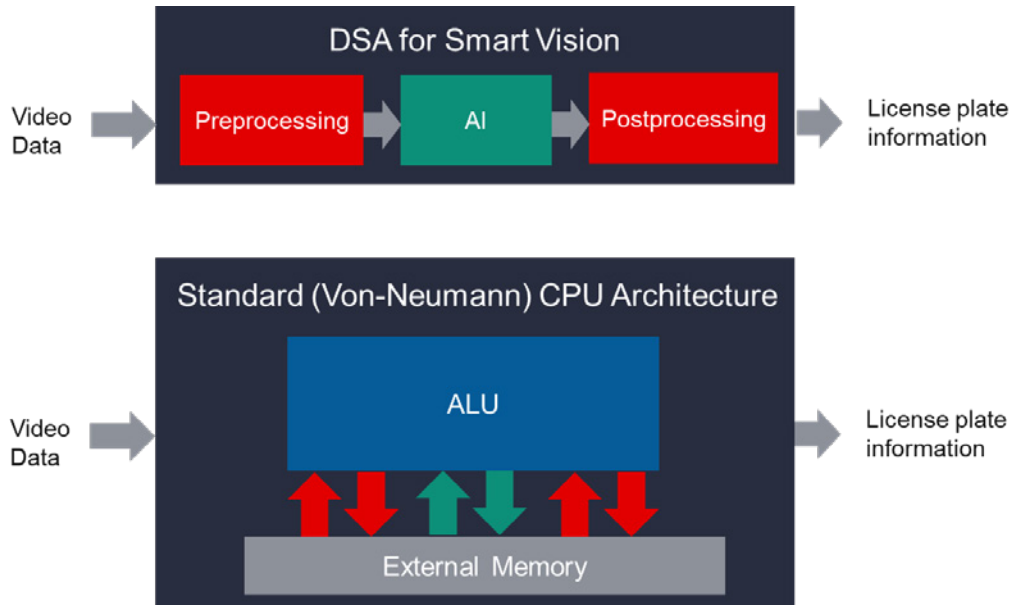 DSA for Smart Vision
Video
Data
Preprocessing
AI
Postprocessing
License plate
information
Standard (Von-Neumann) CPU Architecture
Video
Data
ALU
License plate
information
External Memory